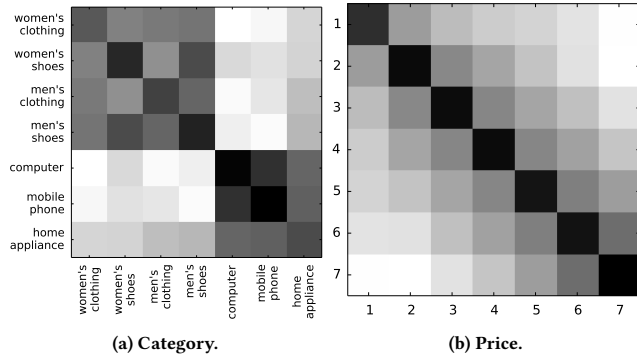 women's
clothing
women's
shoes
men's
clothing
men's
shoes
computer
mobile
phone
home
appliance
women's
clothing
women's
shoes
men's
clothing
men's
shoes
computer
mobile
phone
home
appliance
(a) Category.
1
2
3
4
5
6
7
1 2 3 4 5 6 7
(b) Price.